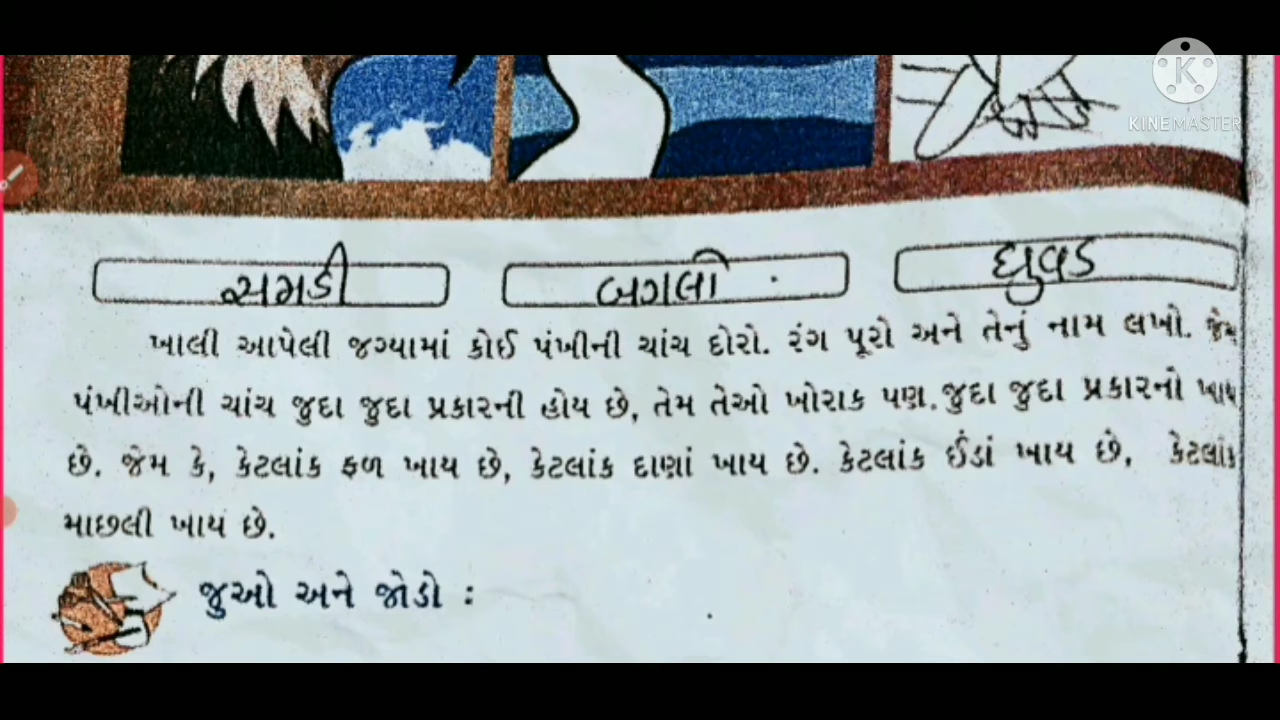 KINEMASTER
સમડી બગલો ઘુવડ
ખાલી આપેલી જગ્યામાં કોઈ પંખીની ચાંચ દોરો. રંગ પૂરો અને તેનું નામ લખો. જેમ
પંખીઓની ચાંચ જુદા જુદા પ્રકારની હોય છે, તેમ તેઓ ખોરાક પણ જુદા જુદા પ્રકારનો ખાય
છે. જેમ કે, કેટલાંક ફળ ખાય છે, કેટલાંક દાણાં ખાય છે. કેટલાંક ઈંડાં ખાય છે, કેટલાંક
માછલી ખાય છે.
જુઓ અને જોડો :